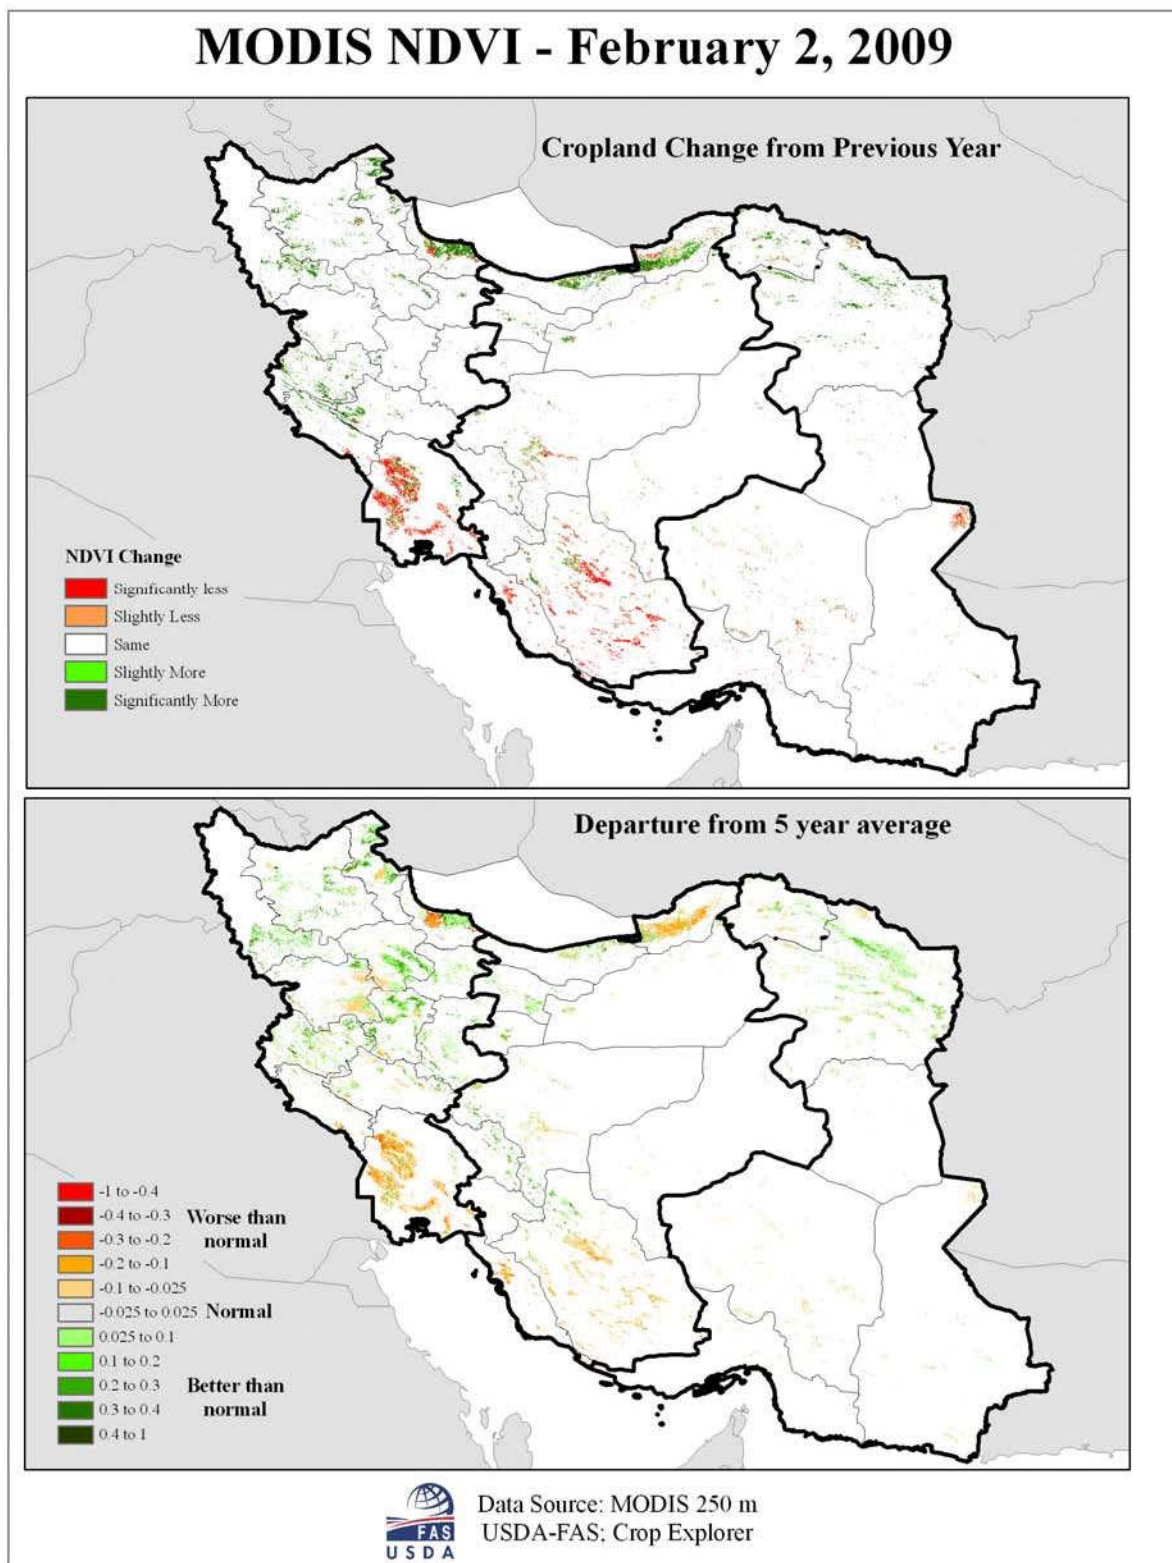 MODIS NDVI - February 2, 2009
Cropland Change from Previous Year
NDVI Change
Significantly less
Slightly Less
Same
Slightly More
Significantly More
Departure from 5 year average
-1 to -0.4
-0.4 to -0.3
-0.3 to -0.2
Worse than
normal
-0.2 to -0.1
-0.1 to -0.025
-0.025 to 0.025 Normal
0.025 to 0.1
0.1 to 0.2
0.2 to 0.3
0.3 to 0.4
Better than
normal
0.4 to 1
FAS
USDA
Data Source: MODIS 250 m
USDA-FAS; Crop Explorer